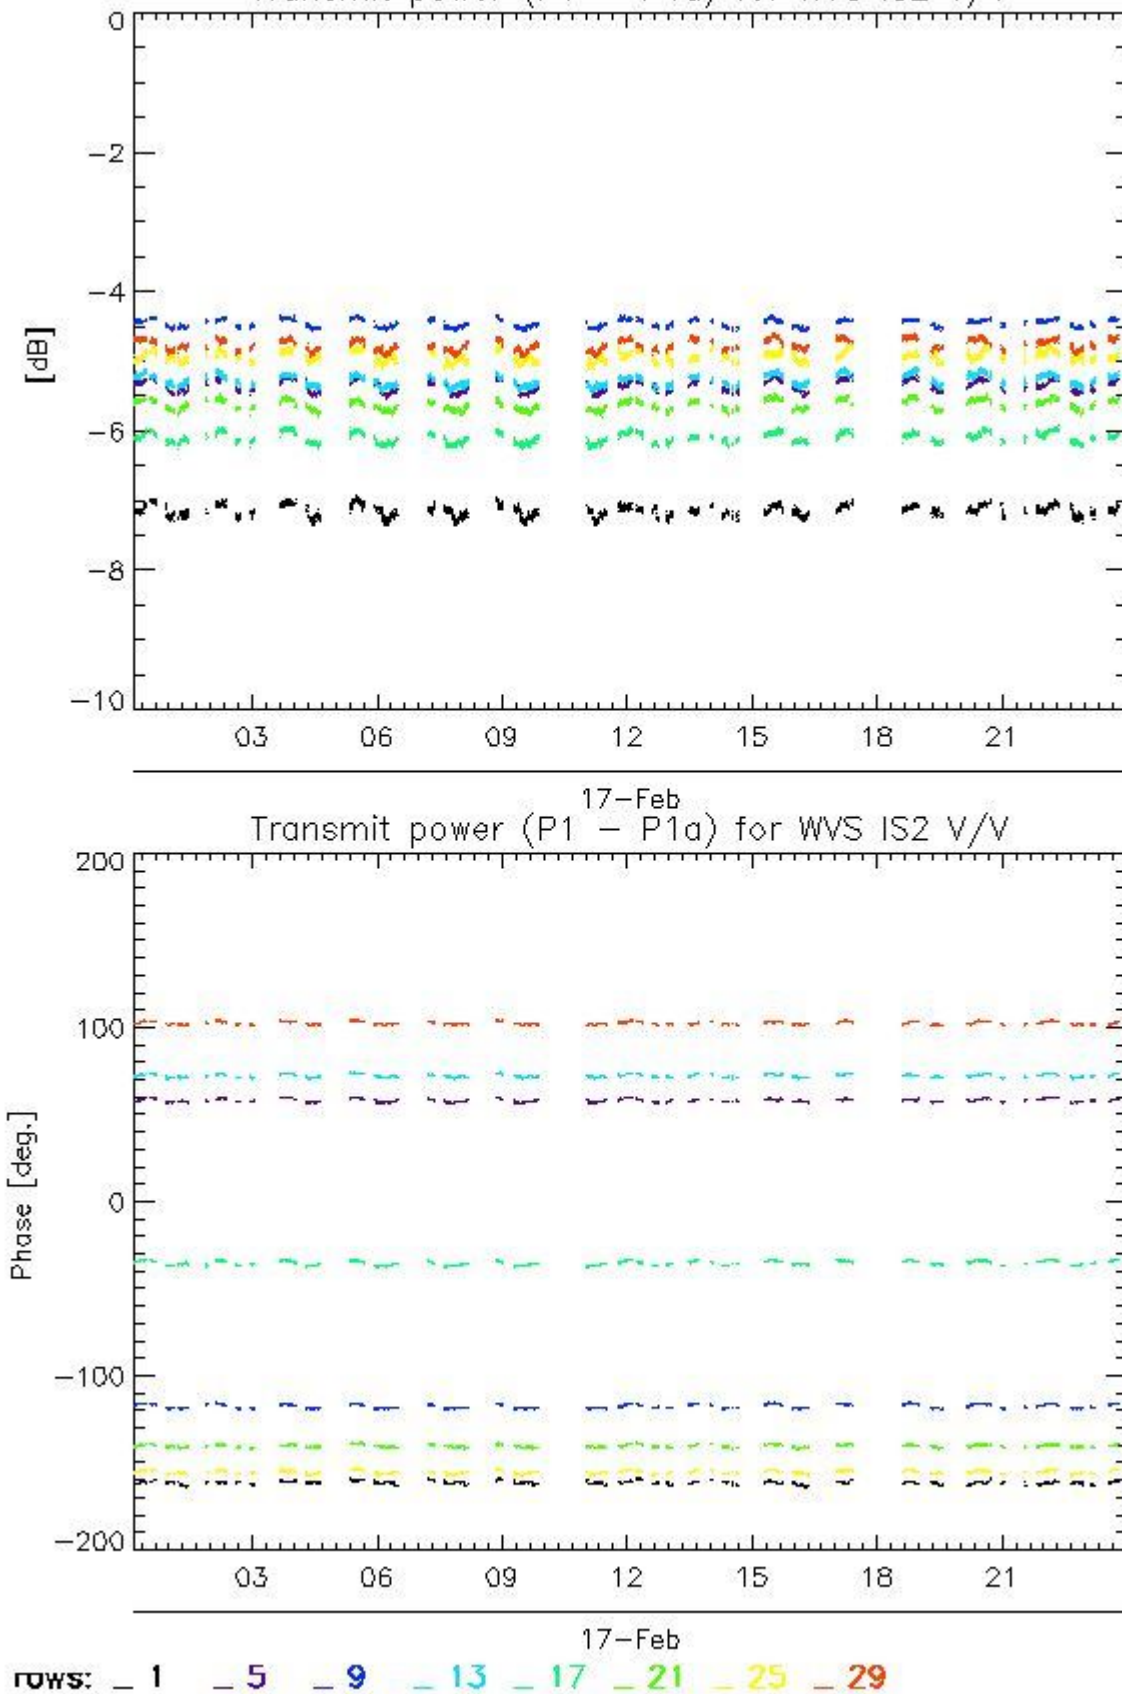 0
−2
−4
[dB]
−6
−8
−10
03 06 09 12 15 18 21
17−Feb
Transmit power (P1 − P1a) for WVS IS2 V/V
200
100
Phase [deg.]
0
−100
−200
03 06 09 12 15 18 21
17−Feb
rows: _ 1 _ 5 _ 9 _ 13 _ 17 _ 21 _ 25 _ 29